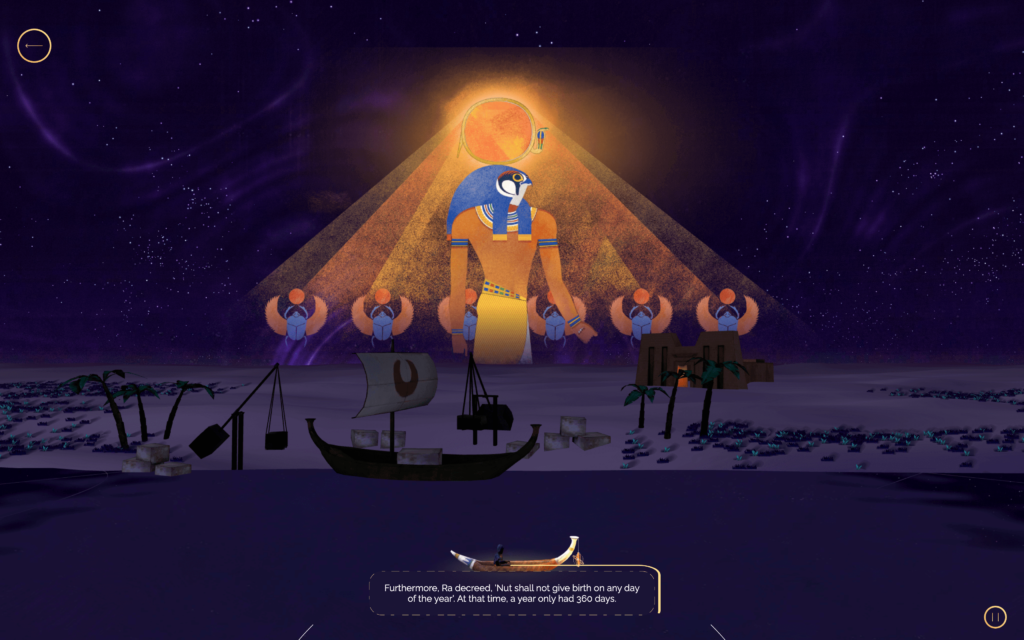 Furthermore, Ra decreed, 'Nut shall not give birth on any day
of the year'. At that time, a year only had 360 days.